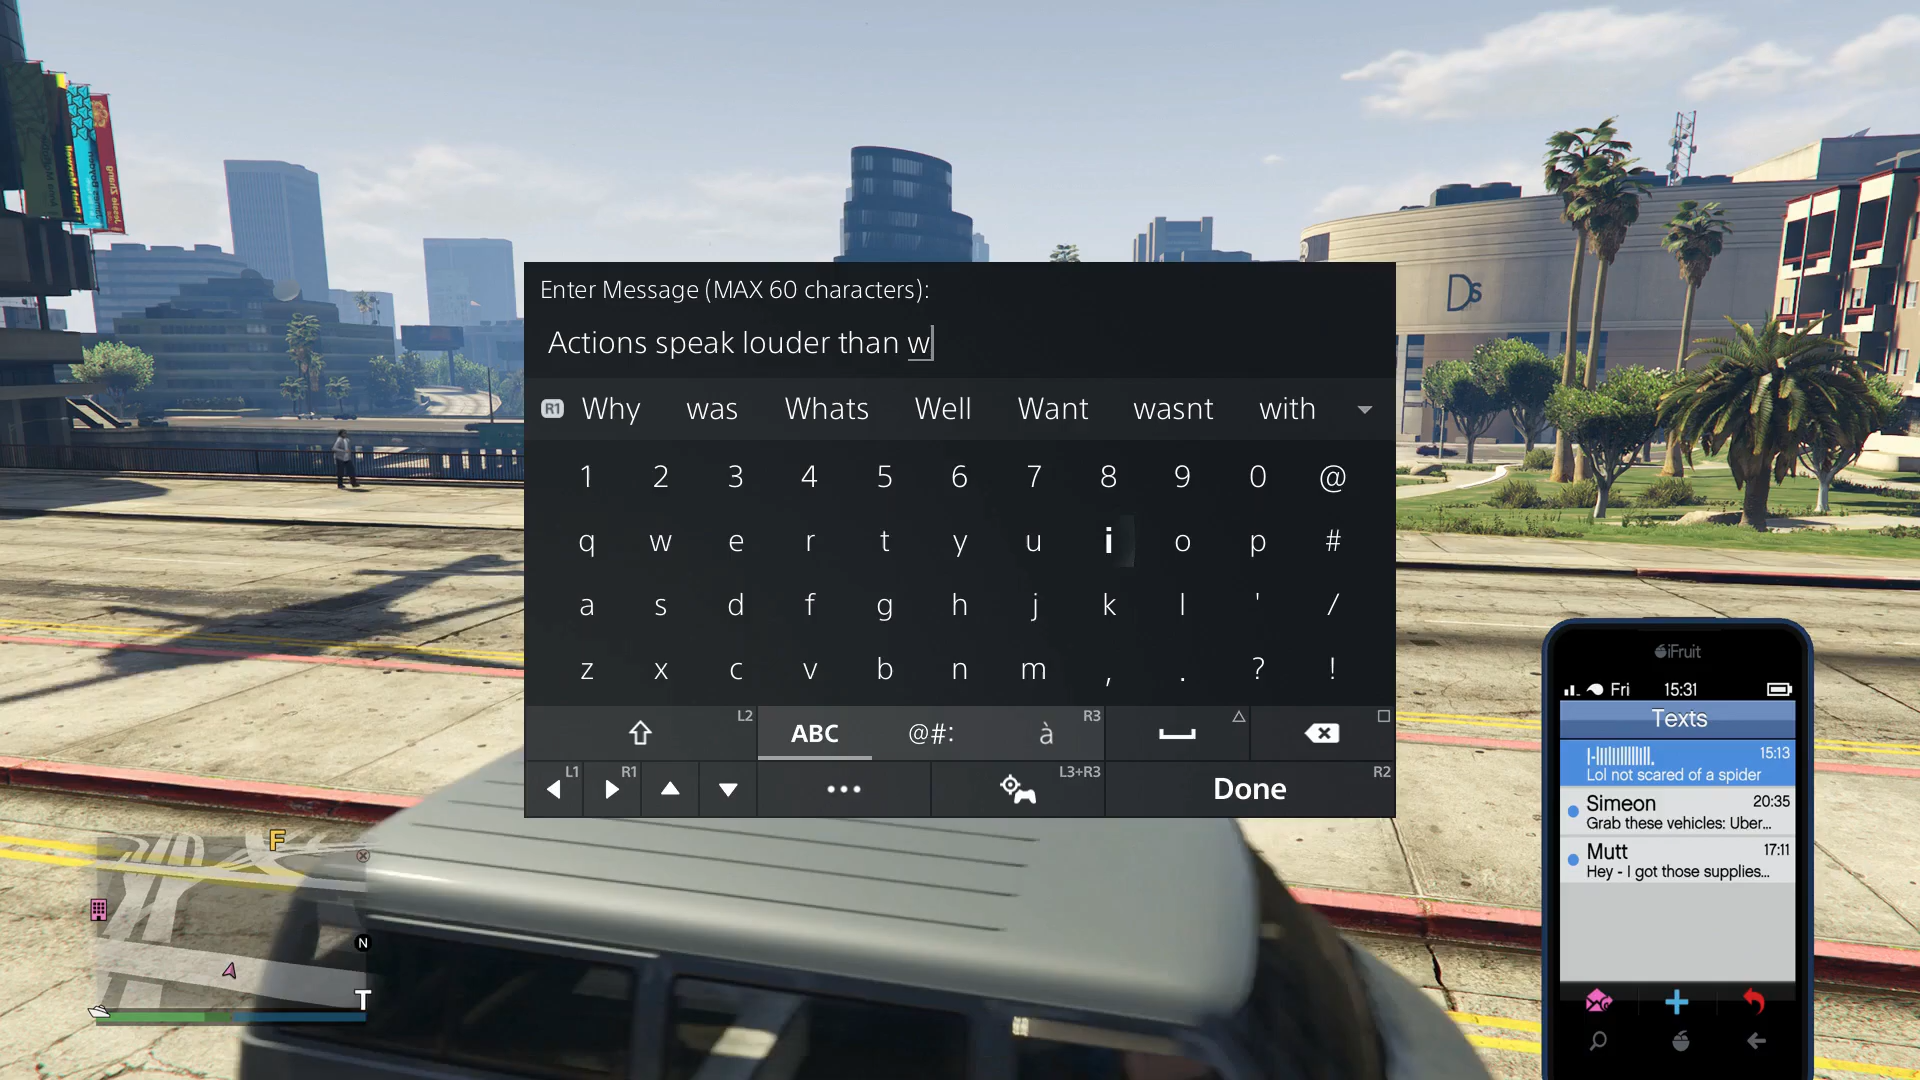 Enter Message (MAX 60 characters):
Actions speak louder than w
R1 Why was Whats Well Want wasnt with
1 2 3 4 5 6 7 8 9 0 @
q w e r t y u i o p #
a s d f g h j k l ' /
z x c v b n m , . ? !
L2 ABC @#: à R3
L1 R1 ... L3+R3 Done R2
Ds
iFruit
Fri 15:31
Texts
15:13
Lol not scared of a spider
Simeon 20:35
Grab these vehicles: Uber...
Mutt 17:11
Hey - I got those supplies...
F
N
T